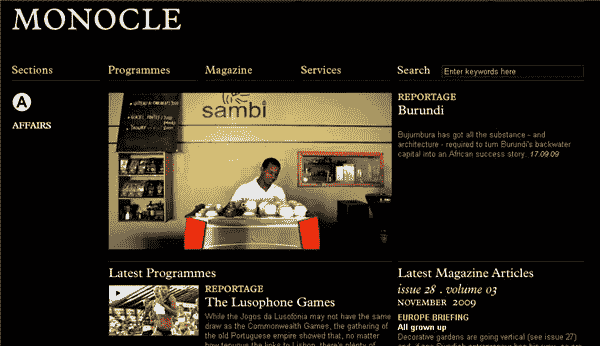 MONOCLE
Sections
Programmes
Magazine
Services
Search
Enter keywords here
A
AFFAIRS
sambi
REPORTAGE
Burundi
Bujumbura has got all the substance - and
architecture - required to turn Burundi's backwater
capital into an African success story. 17.09.09
Latest Programmes
REPORTAGE
The Lusophone Games
While the Jogos da Lusofonia may not have the same
draw as the Commonwealth Games, the gathering of
the old Portuguese empire showed that, no matter
how tenuous the links to Lisbon, there's plenty of
Latest Magazine Articles
issue 28 . volume 03
NOVEMBER 2009
EUROPE BRIEFING
All grown up
Decorative gardens are going vertical (see issue 27)